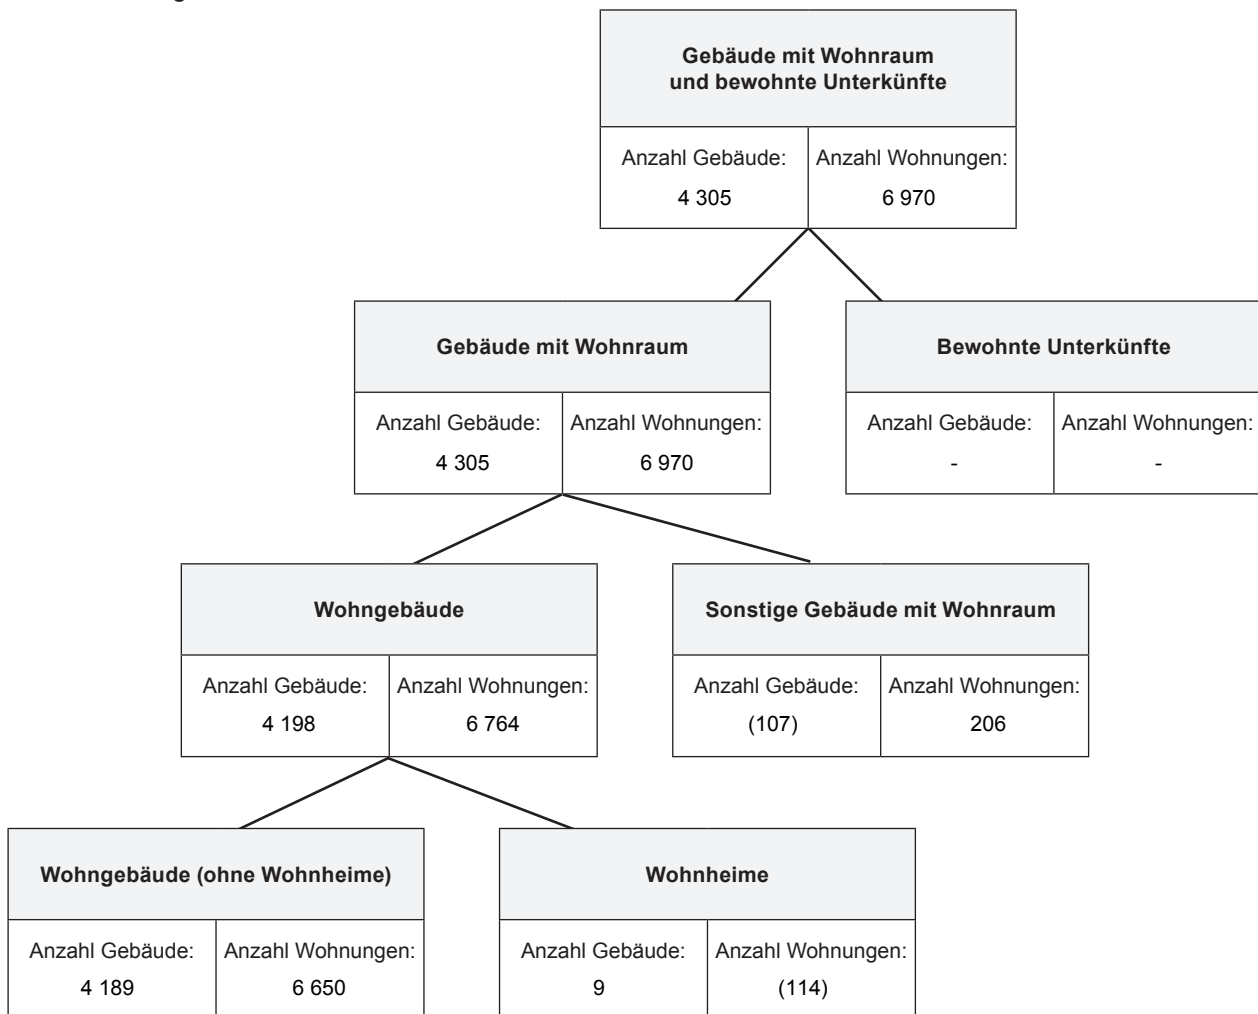 Gebäude mit Wohnraum
und bewohnte Unterkünfte
Anzahl Gebäude: Anzahl Wohnungen:
4 305 6 970
Gebäude mit Wohnraum
Anzahl Gebäude: Anzahl Wohnungen:
4 305 6 970
Bewohnte Unterkünfte
Anzahl Gebäude: Anzahl Wohnungen:
- -
Wohngebäude
Anzahl Gebäude: Anzahl Wohnungen:
4 198 6 764
Sonstige Gebäude mit Wohnraum
Anzahl Gebäude: Anzahl Wohnungen:
(107) 206
Wohngebäude (ohne Wohnheime)
Anzahl Gebäude: Anzahl Wohnungen:
4 189 6 650
Wohnheime
Anzahl Gebäude: Anzahl Wohnungen:
9 (114)